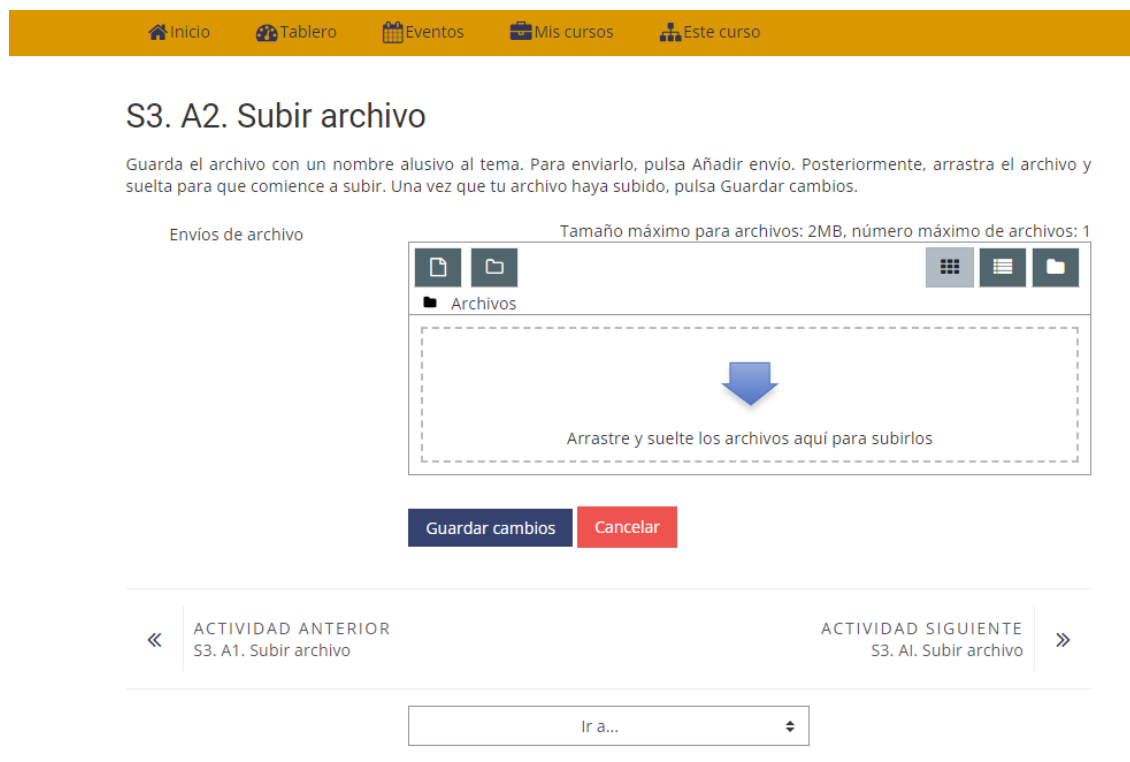 Inicio Tablero Eventos Mis cursos Este curso
S3. A2. Subir archivo
Guarda el archivo con un nombre alusivo al tema. Para enviarlo, pulsa Añadir envío. Posteriormente, arrastra el archivo y
suelta para que comience a subir. Una vez que tu archivo haya subido, pulsa Guardar cambios.
Envíos de archivo
Tamaño máximo para archivos: 2MB, número máximo de archivos: 1
Archivos
Arrastre y suelte los archivos aquí para subirlos
Guardar cambios Cancelar
ACTIVIDAD ANTERIOR
S3. A1. Subir archivo
ACTIVIDAD SIGUIENTE
S3. AI. Subir archivo
Ir a...